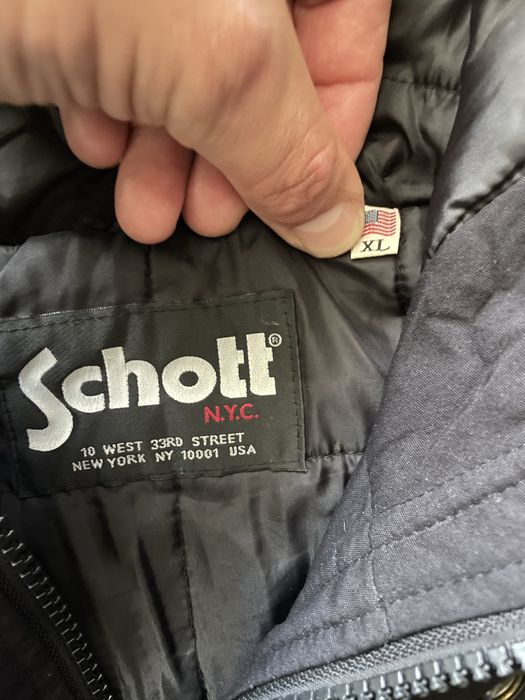 XL
Schott®
N.Y.C.
10 WEST 33RD STREET
NEW YORK NY 10001 USA